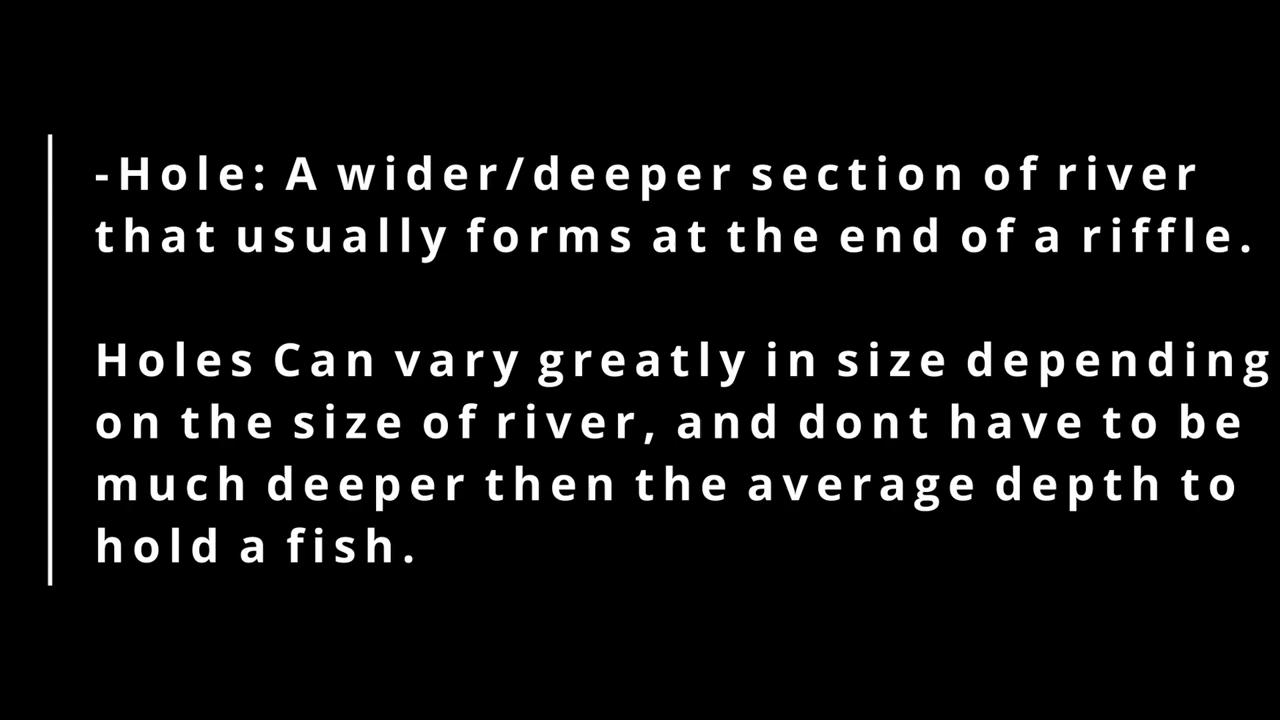 -Hole: A wider/deeper section of river
that usually forms at the end of a riffle.
Holes Can vary greatly in size depending
on the size of river, and dont have to be
much deeper then the average depth to
hold a fish.